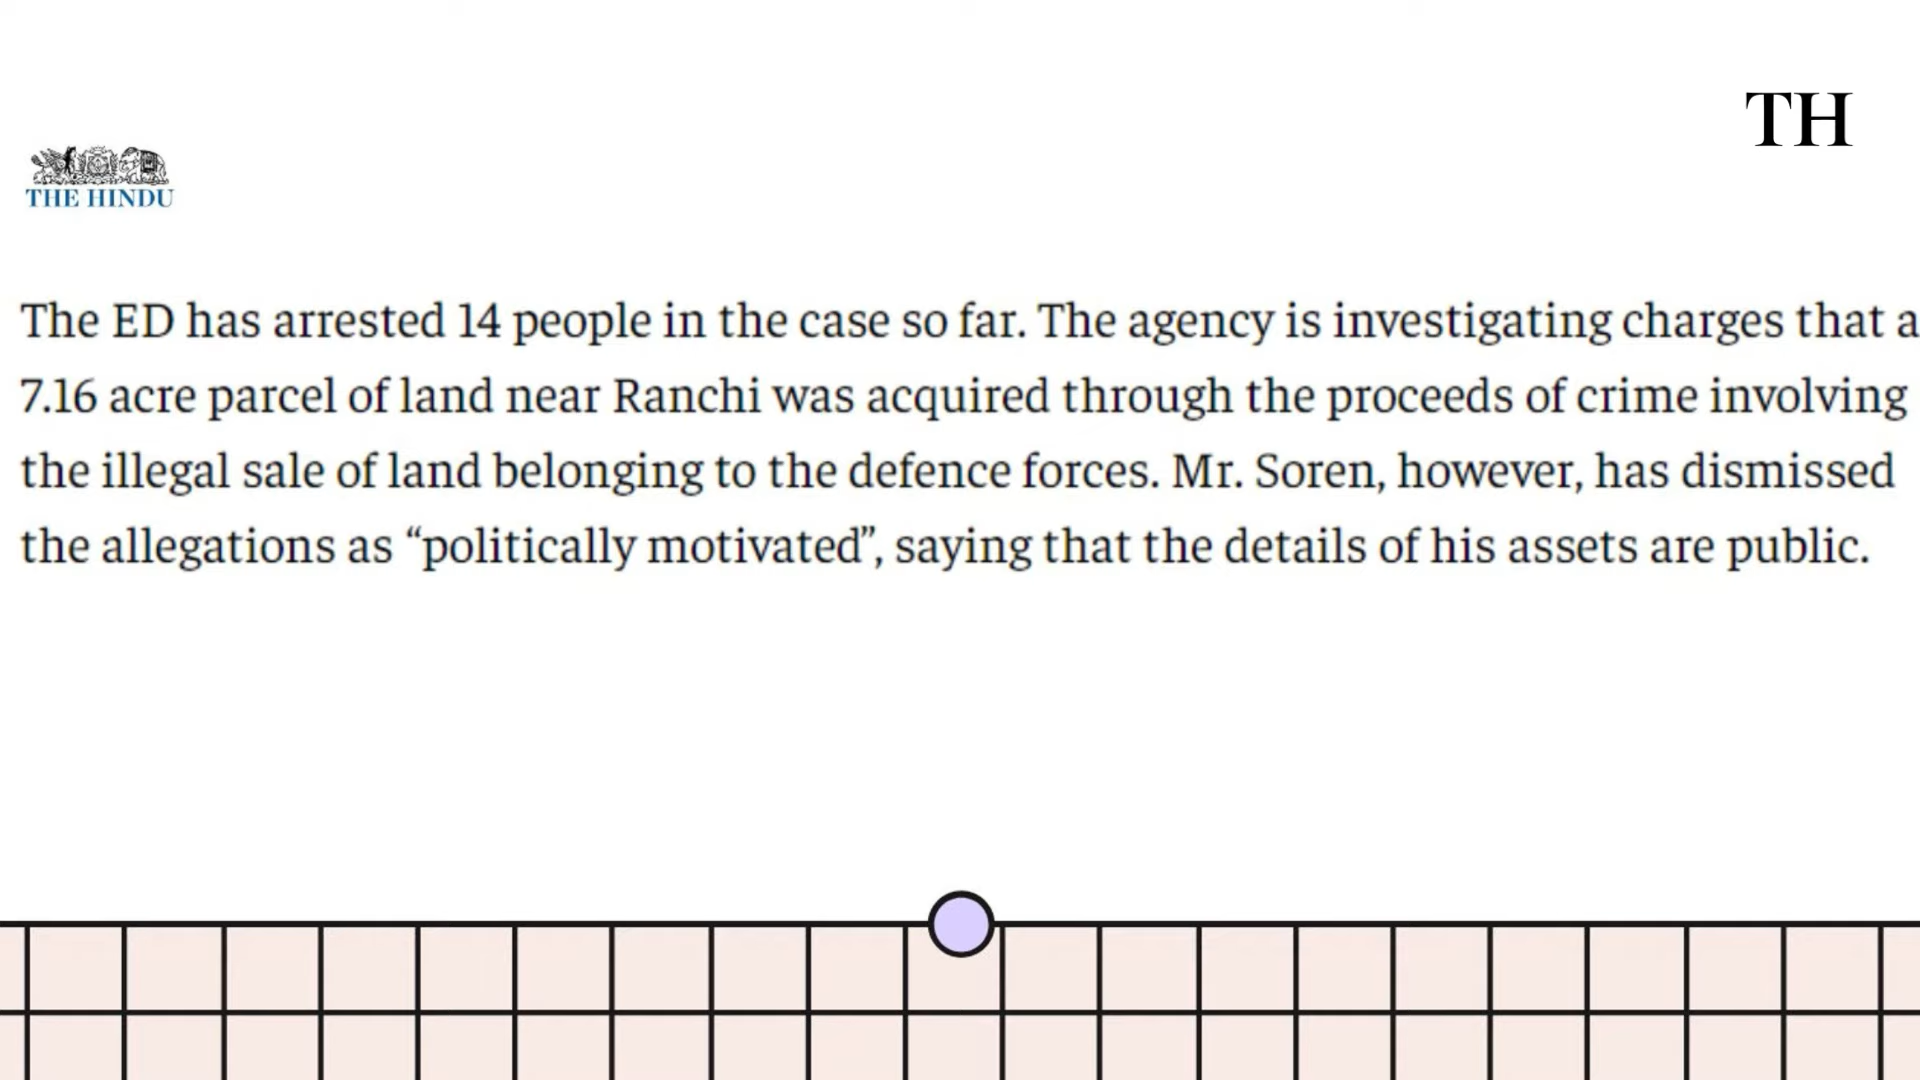 TH
THE HINDU
The ED has arrested 14 people in the case so far. The agency is investigating charges that a
7.16 acre parcel of land near Ranchi was acquired through the proceeds of crime involving
the illegal sale of land belonging to the defence forces. Mr. Soren, however, has dismissed
the allegations as “politically motivated”, saying that the details of his assets are public.